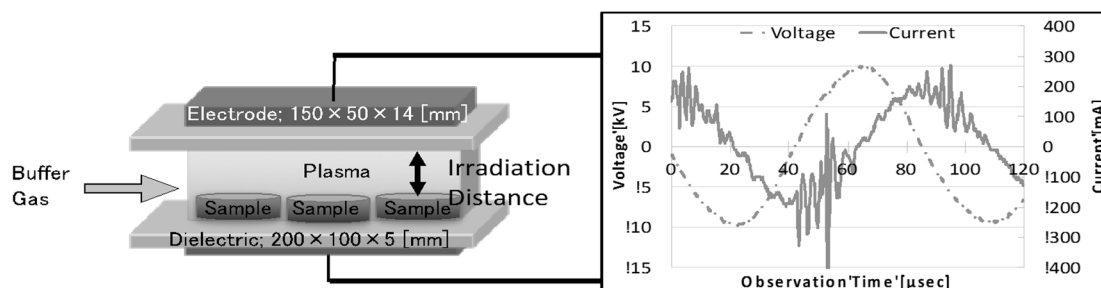 Electrode; 150×50×14 [mm]
Buffer
Gas
Plasma
Irradiation
Distance
Sample
Sample
Sample
Dielectric; 200×100×5 [mm]
Voltage
Current
15
10
5
0
!5
!10
!15
Voltage'[kV]
400
300
200
100
0
!100
!200
!300
!400
Current'[mA]
0
20
40
60
80
100
120
Observation'Time'[μsec]